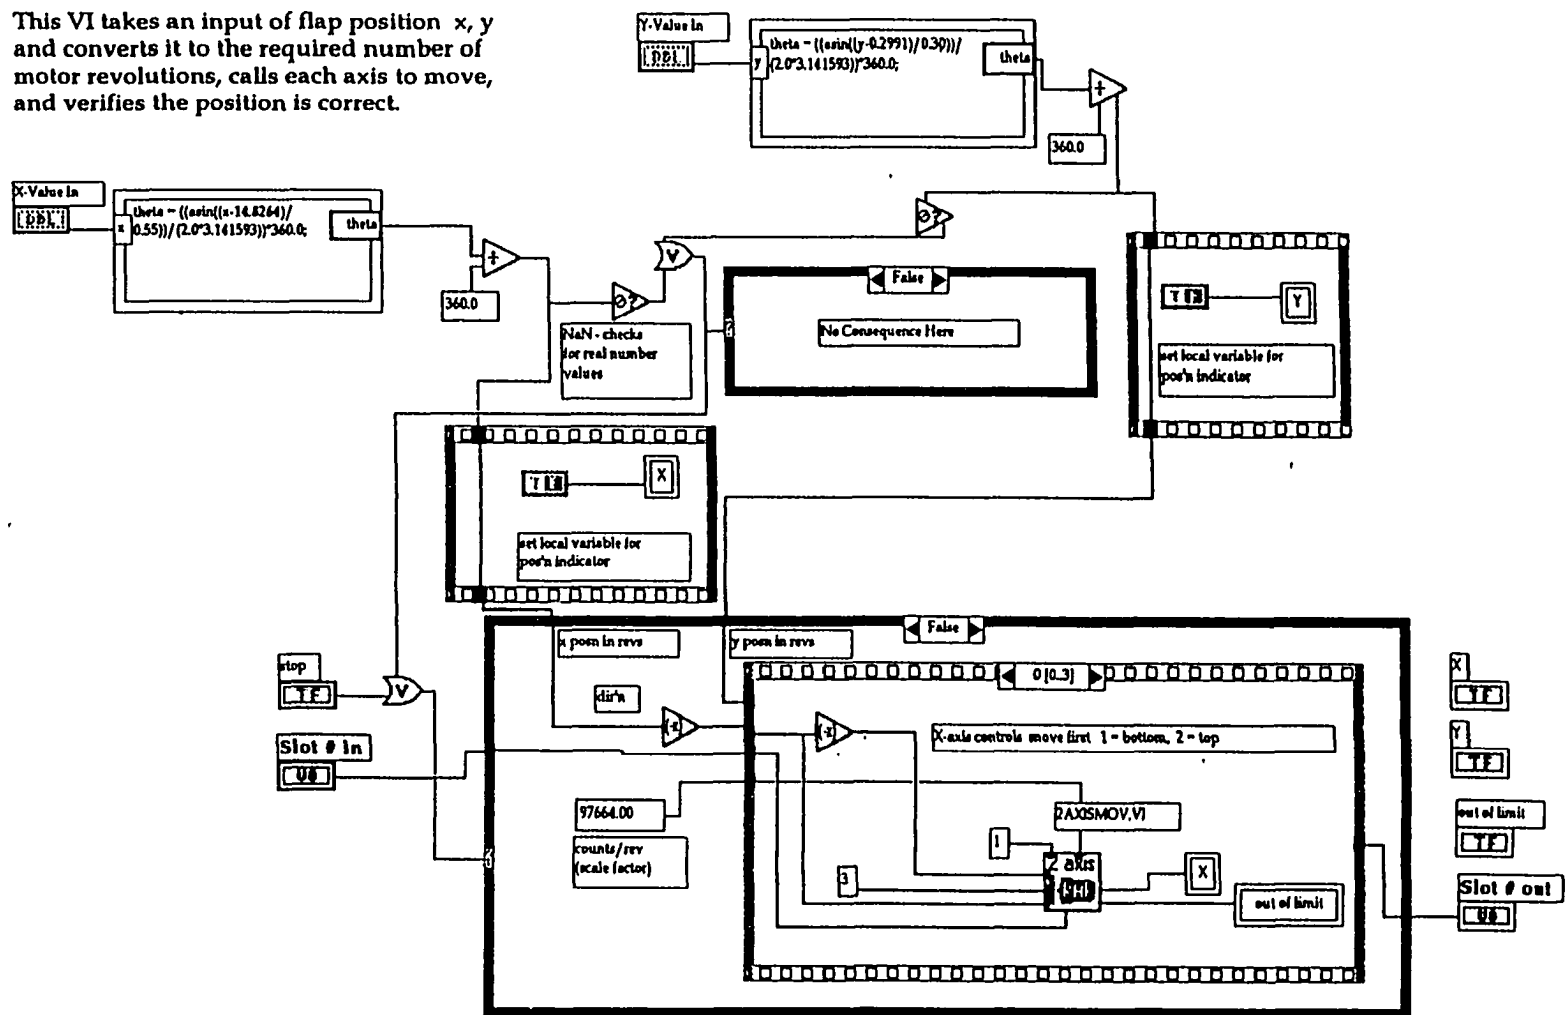 This VI takes an input of flap position x, y
and converts it to the required number of
motor revolutions, calls each axis to move,
and verifies the position is correct.
Y-Value In
DBL
y
theta = ((asin((y-0.2991)/0.30))/
(2.0*3.141593))*360.0;
theta
÷
360.0
X-Value In
DBL
x
theta = ((asin((x-14.8264)/
0.55))/(2.0*3.141593))*360.0;
theta
÷
360.0
V
False
No Consequence Here
?
NaN - checks
for real number
values
Y
set local variable for
pos'n indicator
X
set local variable for
pos'n indicator
False
x posn in revs
y posn in revs
stop
TF
V
dir'n
0 [0..3]
X-axis controls move first 1 = bottom, 2 = top
-x
-x
Slot # in
U8
97664.00
counts/rev
(scale factor)
2AXISMOV.VI
1
3
2 axis
X
out of limit
?
X
TF
Y
TF
out of limit
TF
Slot # out
U8